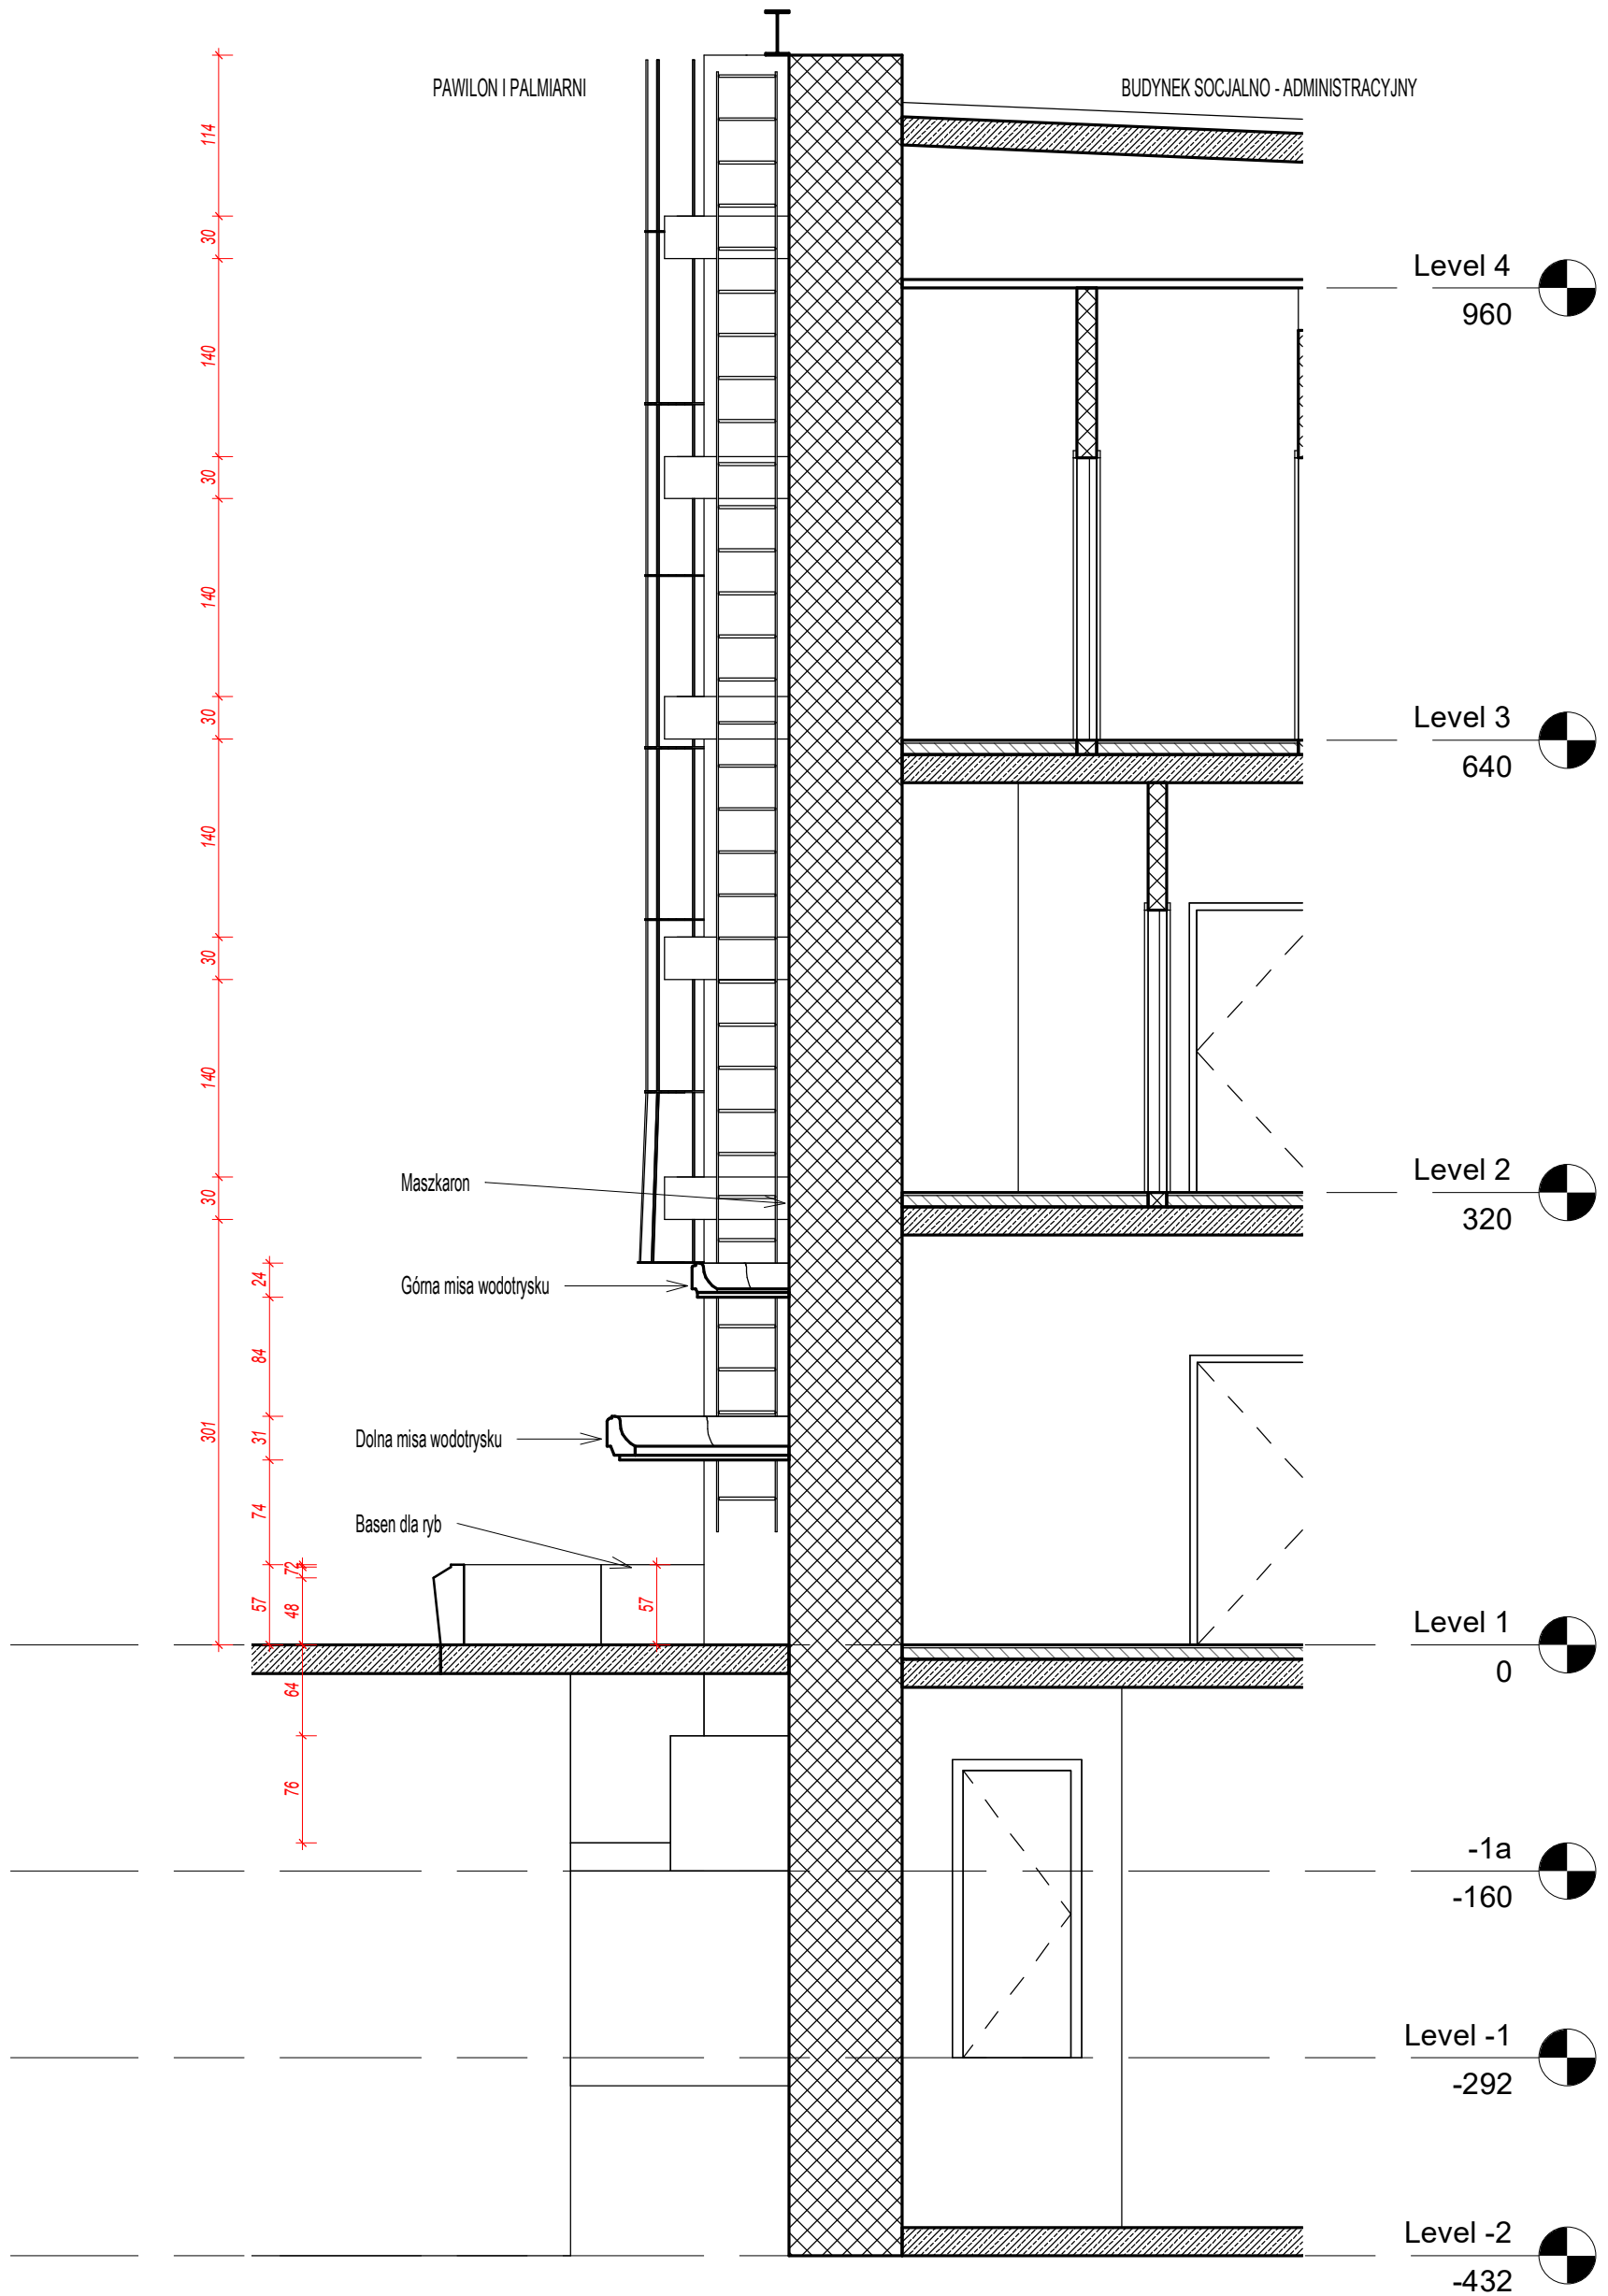 PAWILON I PALMIARNI
BUDYNEK SOCJALNO - ADMINISTRACYJNY
114
30
Level 4
960
140
30
140
30
Level 3
640
140
30
140
Maszkaron
30
Level 2
320
24
Górna misa wodotrysku
84
301
31
Dolna misa wodotrysku
74
Basen dla ryb
72
57
48
57
Level 1
0
64
76
-1a
-160
Level -1
-292
Level -2
-432